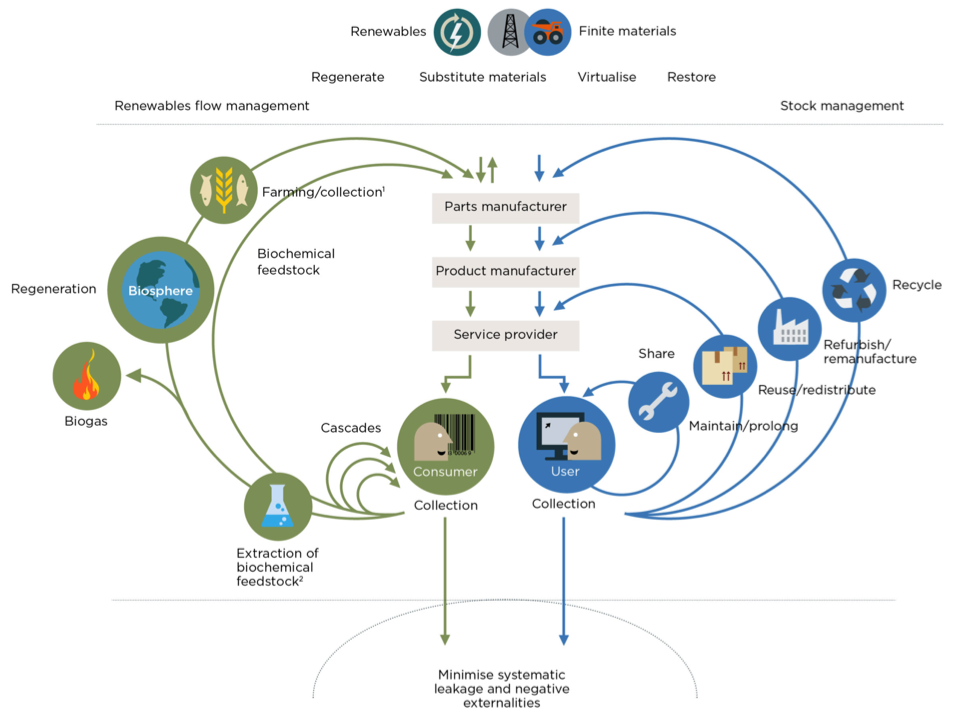 Renewables
Finite materials
Regenerate
Substitute materials
Virtualise
Restore
Renewables flow management
Stock management
Farming/collection¹
Parts manufacturer
Biochemical
feedstock
Product manufacturer
Regeneration
Biosphere
Recycle
Service provider
Refurbish/
remanufacture
Share
Reuse/redistribute
Biogas
Cascades
Maintain/prolong
Consumer
User
Collection
Collection
Extraction of
biochemical
feedstock²
Minimise systematic
leakage and negative
externalities